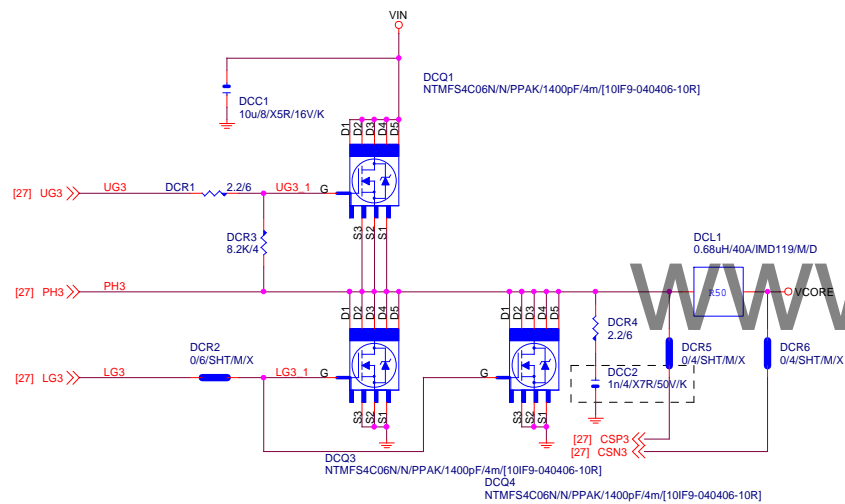 VIN
DCQ1
NTMFS4C06N/N/PPAK/1400pF/4m/[10IF9-040406-10R]
DCC1
10u/8/X5R/16V/K
D1 D2 D3 D4 D5
[27] UG3 UG3 DCR1 2.2/6 UG3_1 G
S3 S2 S1
DCR3
8.2K/4
DCL1
0.68uH/40A/IMD119/M/D
[27] PH3 PH3
R50
VCORE
WWW
D1 D2 D3 D4 D5
D1 D2 D3 D4 D5
DCR4
2.2/6
DCR2
0/6/SHT/M/X
DCR5
0/4/SHT/M/X
DCR6
0/4/SHT/M/X
[27] LG3 LG3 LG3_1 G
G
DCC2
1n/4/X7R/50V/K
S3 S2 S1
S3 S2 S1
[27] CSP3
[27] CSN3
DCQ3
NTMFS4C06N/N/PPAK/1400pF/4m/[10IF9-040406-10R]
DCQ4
NTMFS4C06N/N/PPAK/1400pF/4m/[10IF9-040406-10R]